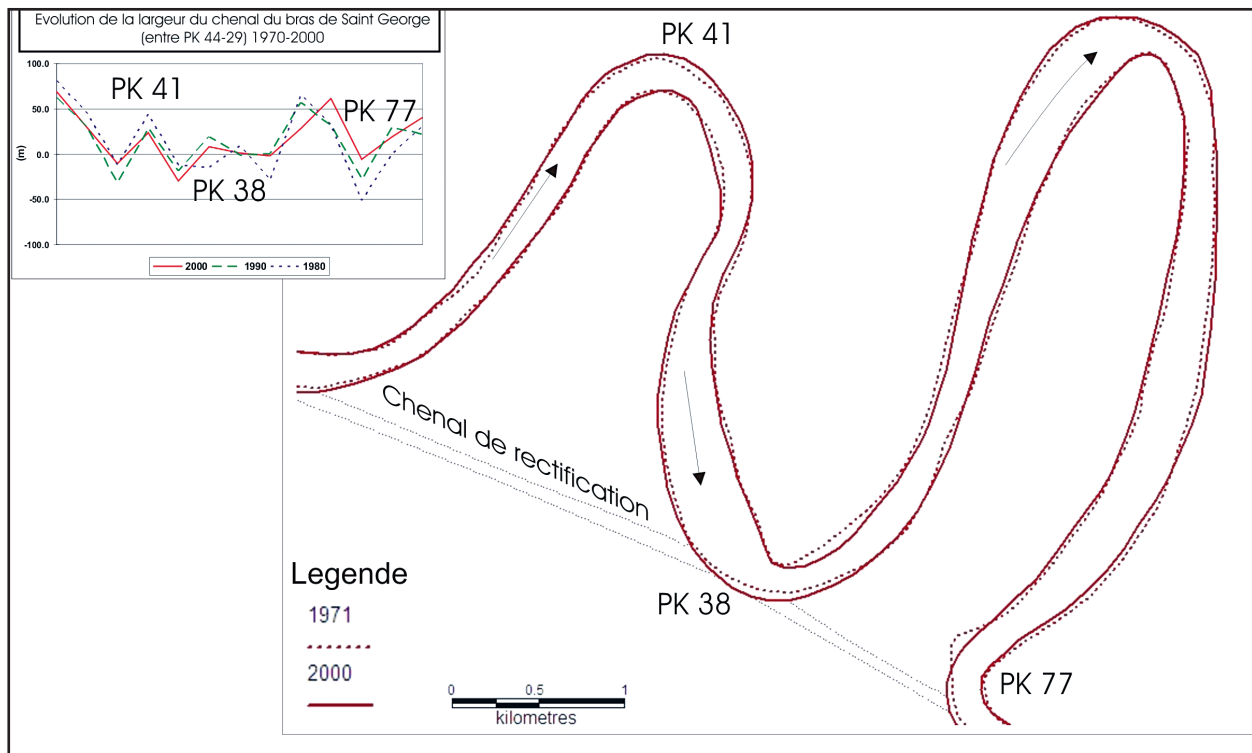 Evolution de la largeur du chenal du bras de Saint George
(entre PK 44-29) 1970-2000
100.0
50.0
0.0
-50.0
-100.0
(m)
PK 41
PK 77
PK 38
2000 1990 1980
PK 41
Chenal de rectification
PK 38
PK 77
Legende
1971
2000
0 0.5 1
kilometres